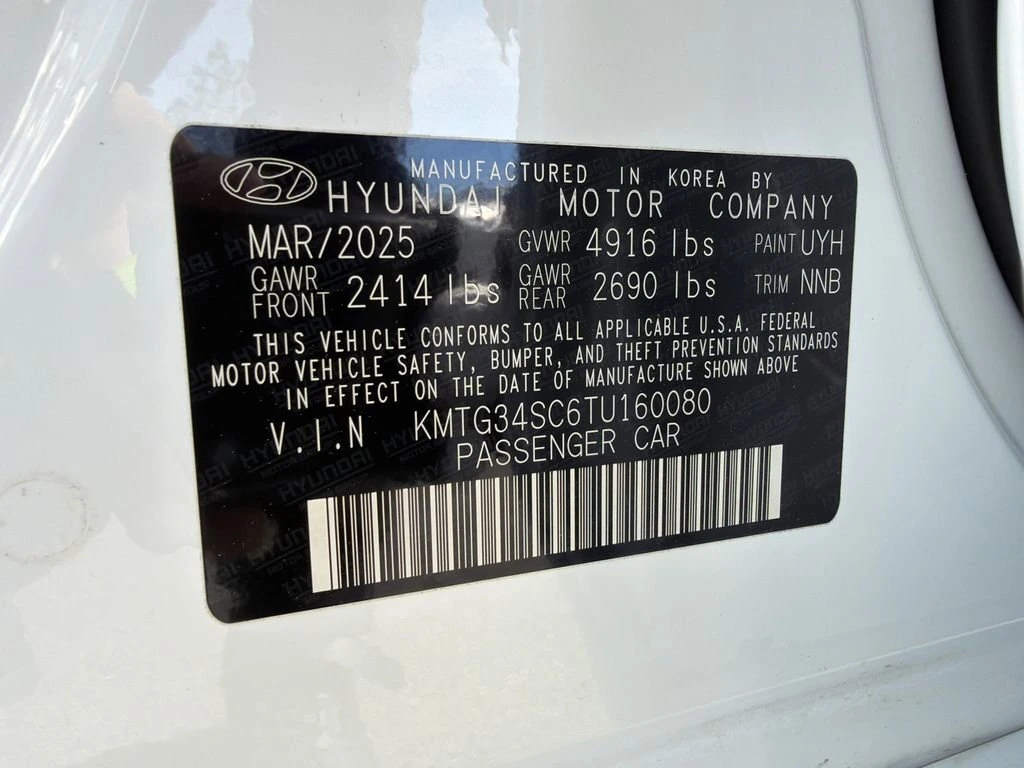 MANUFACTURED IN KOREA BY
HYUNDAI MOTOR COMPANY
MAR/2025 GVWR 4916 lbs PAINT UYH
GAWR FRONT 2414 lbs GAWR REAR 2690 lbs TRIM NNB
THIS VEHICLE CONFORMS TO ALL APPLICABLE U.S.A. FEDERAL
MOTOR VEHICLE SAFETY, BUMPER, AND THEFT PREVENTION STANDARDS
IN EFFECT ON THE DATE OF MANUFACTURE SHOWN ABOVE
V.I.N KMTG34SC6TU160080
PASSENGER CAR